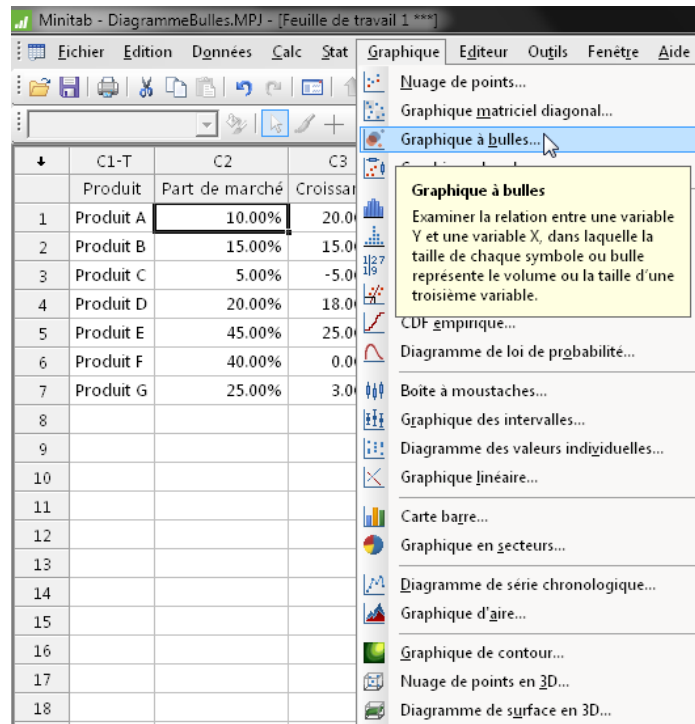 Minitab - DiagrammeBulles.MPJ - [Feuille de travail 1 ***]
Fichier Edition Données Calc Stat Graphique Editeur Outils Fenêtre Aide
Nuage de points...
Graphique matriciel diagonal...
Graphique à bulles...
Graphique à bulles
Examiner la relation entre une variable
Y et une variable X, dans laquelle la
taille de chaque symbole ou bulle
représente le volume ou la taille d'une
troisième variable.
CDF empirique...
Diagramme de loi de probabilité...
Boîte à moustaches...
Graphique des intervalles...
Diagramme des valeurs individuelles...
Graphique linéaire...
Carte barre...
Graphique en secteurs...
Diagramme de série chronologique...
Graphique d'aire...
Graphique de contour...
Nuage de points en 3D...
Diagramme de surface en 3D...
C1-T C2 C3
Produit Part de marché Croissan
1 Produit A 10.00% 20.0
2 Produit B 15.00% 15.0
3 Produit C 5.00% -5.0
4 Produit D 20.00% 18.0
5 Produit E 45.00% 25.0
6 Produit F 40.00% 0.0
7 Produit G 25.00% 3.0
8
9
10
11
12
13
14
15
16
17
18